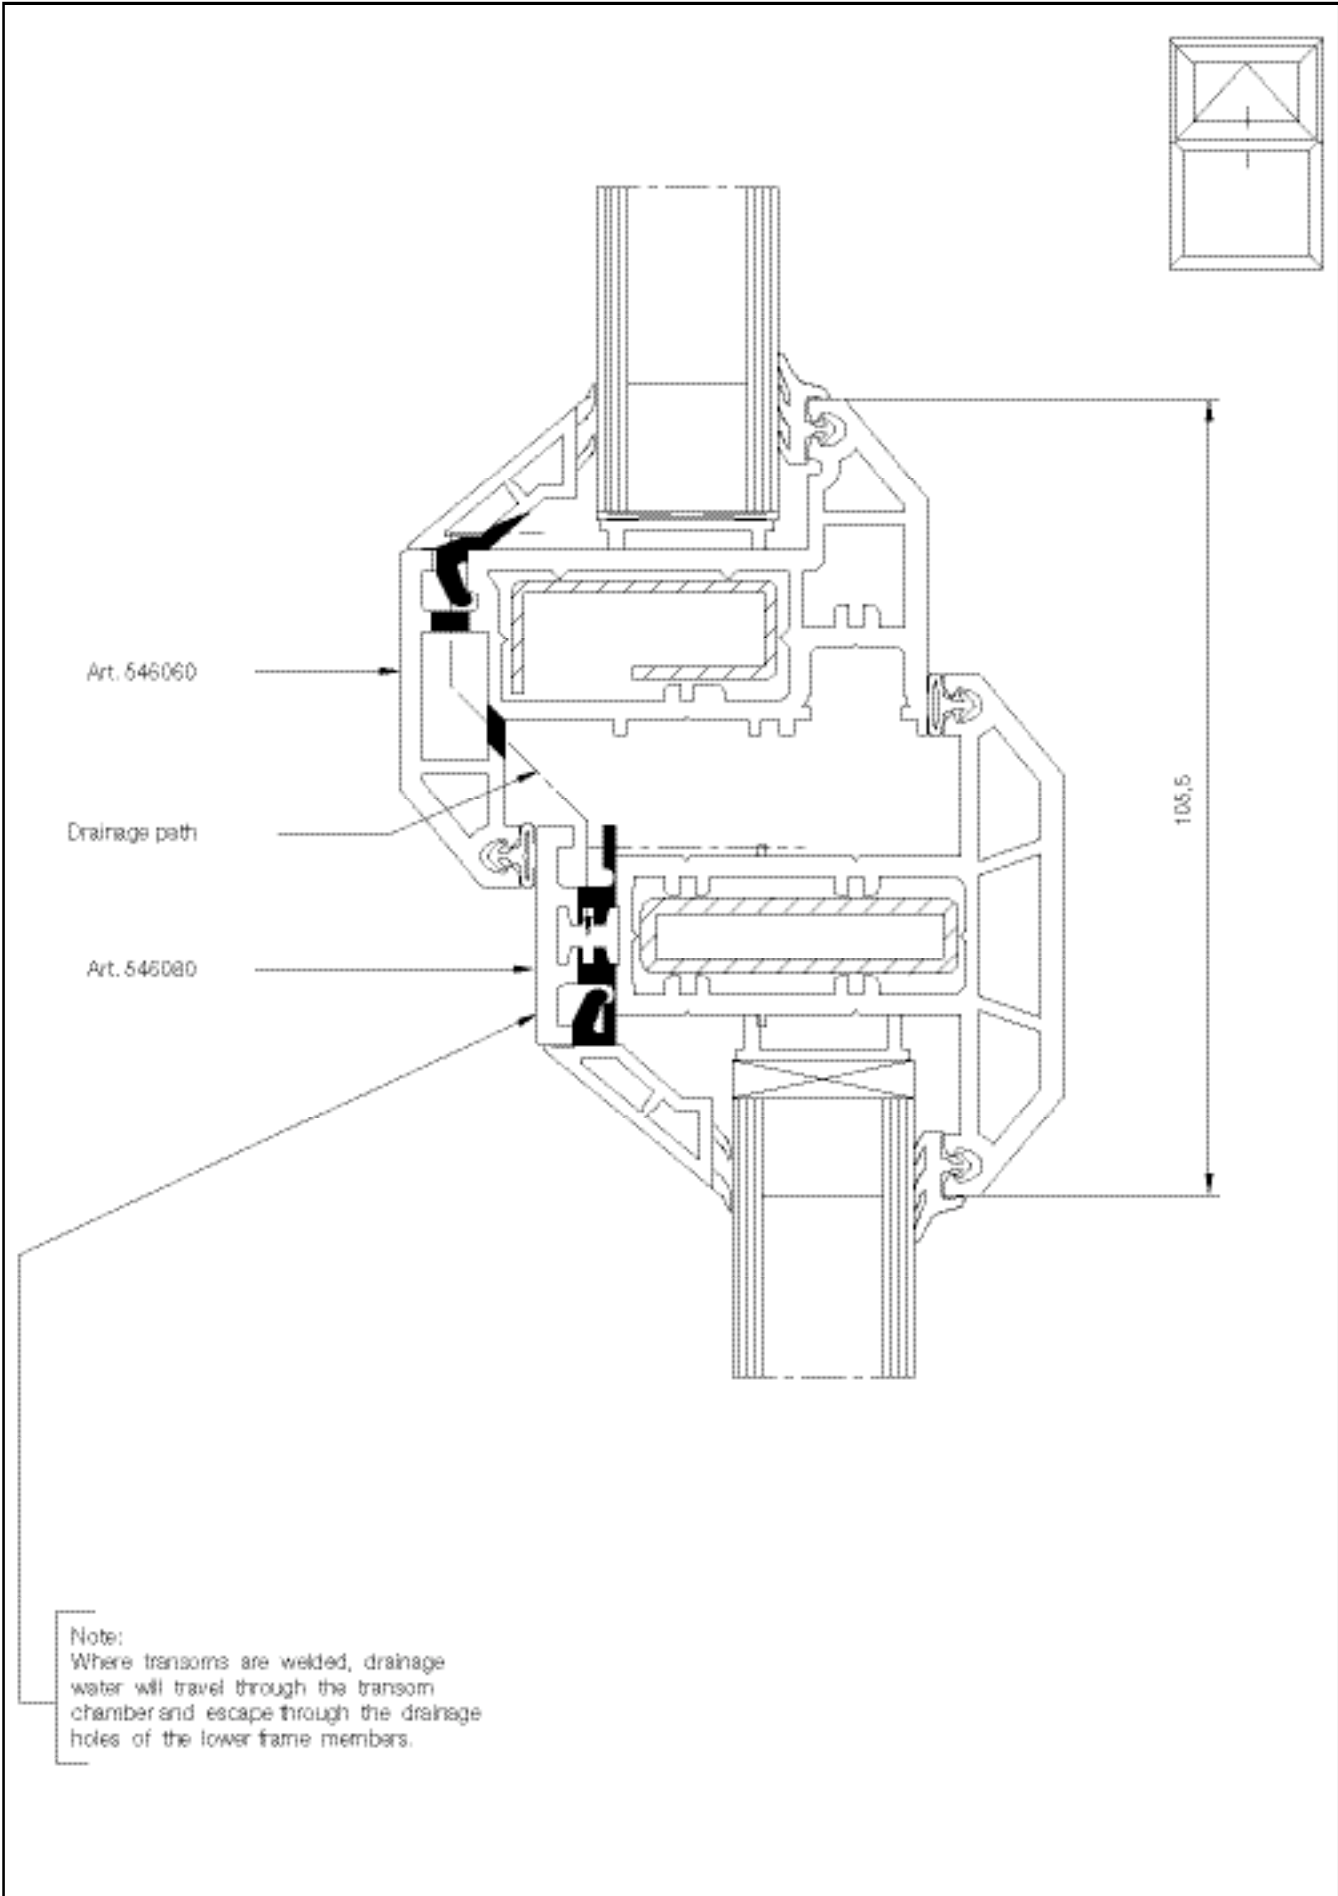 Art. 546060
105,5
Drainage path
Art. 546080
Note:
Where transoms are welded, drainage
water will travel through the transom
chamber and escape through the drainage
holes of the lower frame members.